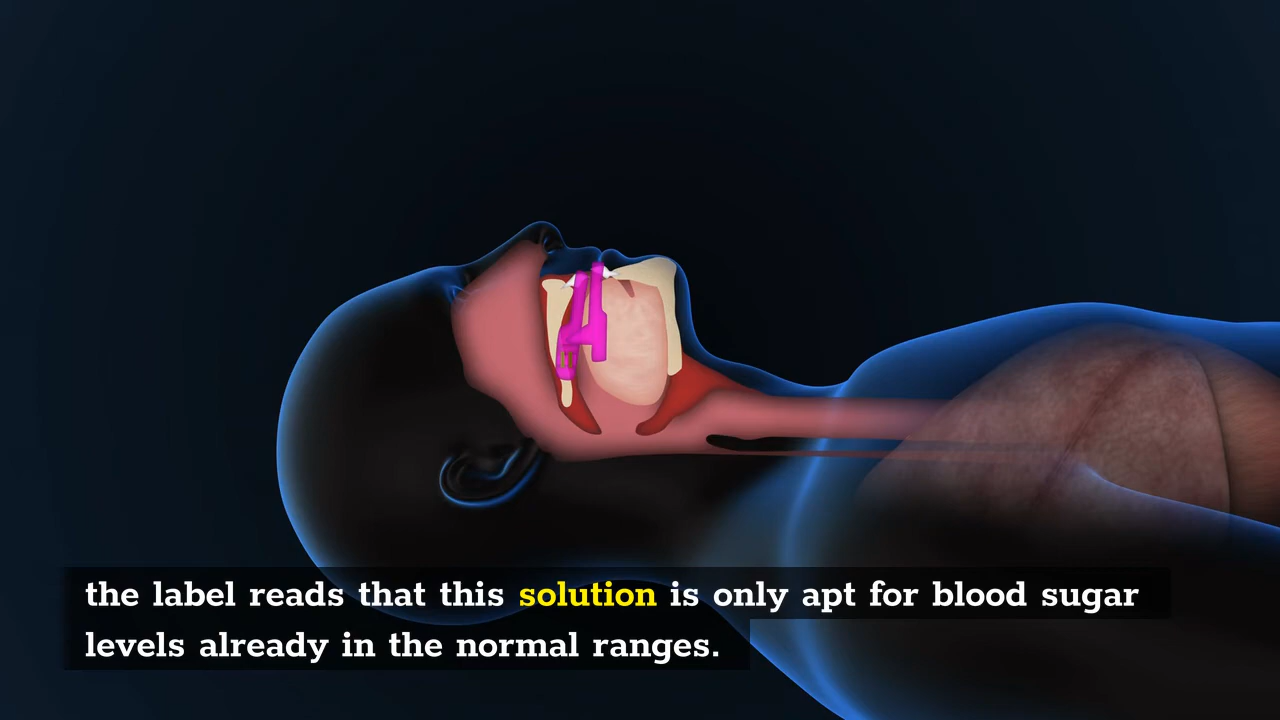 the label reads that this solution is only apt for blood sugar
levels already in the normal ranges.